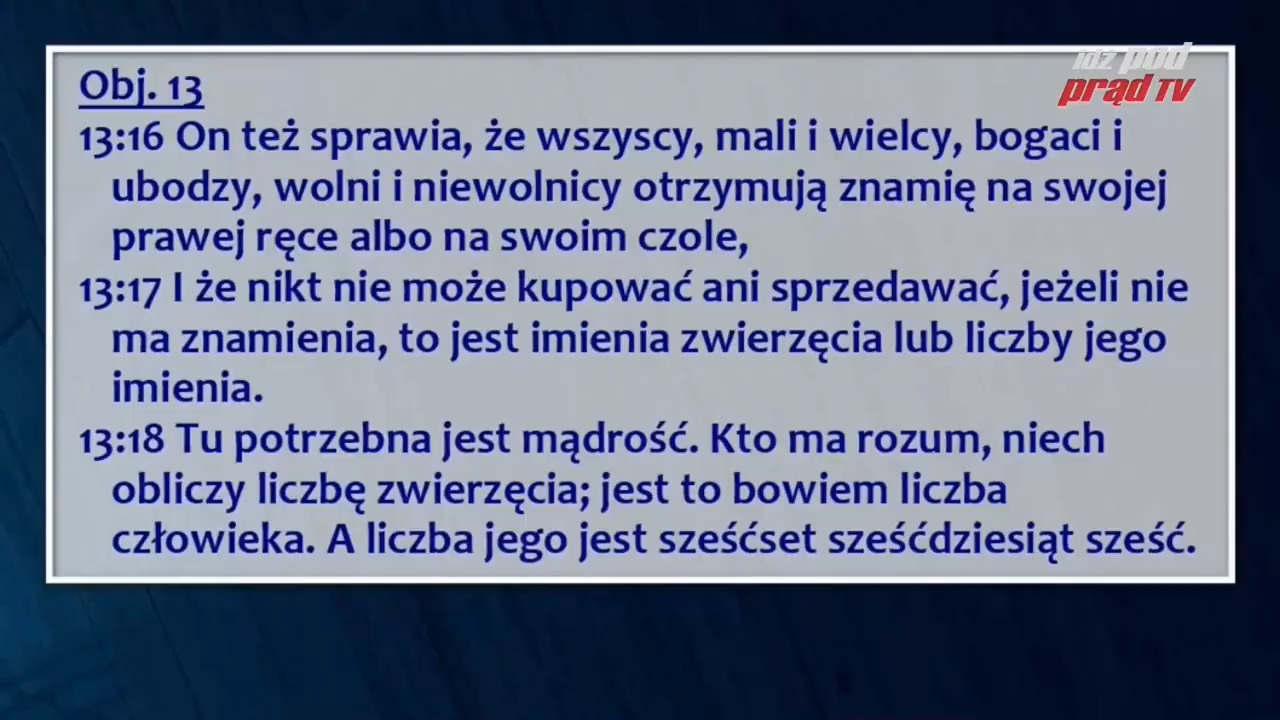 idź pod
prąd TV
Obj. 13
13:16 On też sprawia, że wszyscy, mali i wielcy, bogaci i
ubodzy, wolni i niewolnicy otrzymują znamię na swojej
prawej ręce albo na swoim czole,
13:17 I że nikt nie może kupować ani sprzedawać, jeżeli nie
ma znamienia, to jest imienia zwierzęcia lub liczby jego
imienia.
13:18 Tu potrzebna jest mądrość. Kto ma rozum, niech
obliczy liczbę zwierzęcia; jest to bowiem liczba
człowieka. A liczba jego jest sześćset sześćdziesiąt sześć.